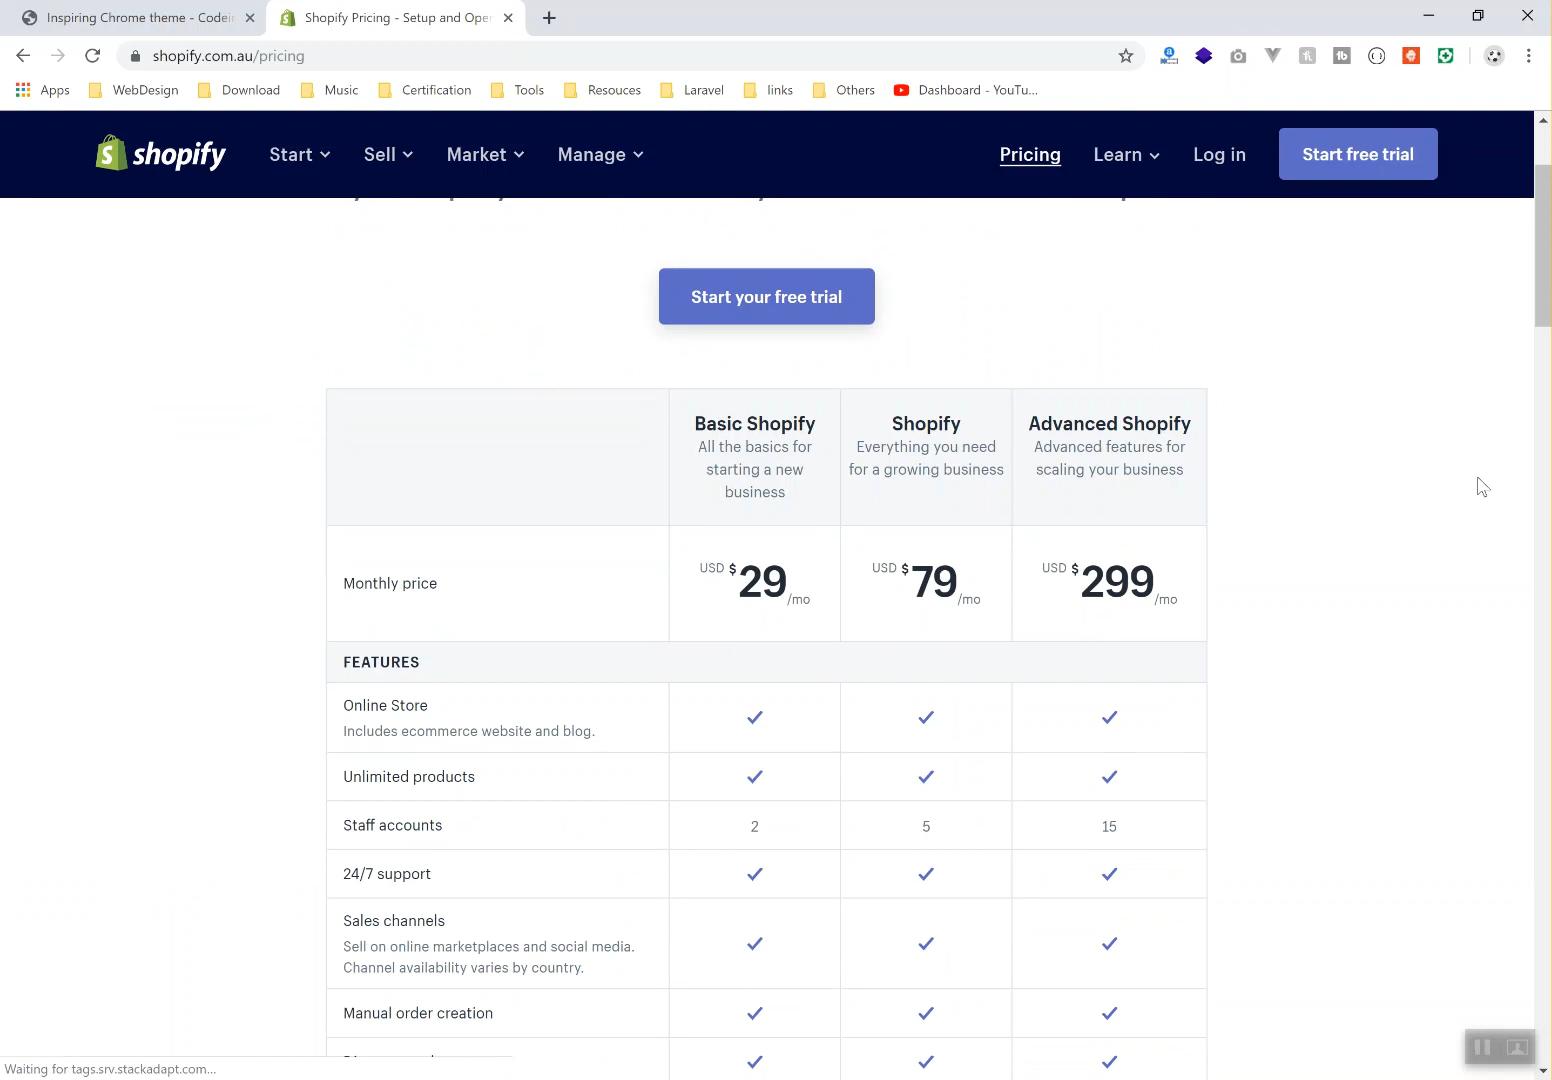 Inspiring Chrome theme - Codei
Shopify Pricing - Setup and Oper
shopify.com.au/pricing
Apps
WebDesign
Download
Music
Certification
Tools
Resouces
Laravel
links
Others
Dashboard - YouTu...
shopify
Start
Sell
Market
Manage
Pricing
Learn
Log in
Start free trial
Start your free trial
Basic Shopify
All the basics for
starting a new
business
Shopify
Everything you need
for a growing business
Advanced Shopify
Advanced features for
scaling your business
Monthly price
USD $29/mo
USD $79/mo
USD $299/mo
FEATURES
Online Store
Includes ecommerce website and blog.
Unlimited products
Staff accounts
2
5
15
24/7 support
Sales channels
Sell on online marketplaces and social media.
Channel availability varies by country.
Manual order creation
Waiting for tags.srv.stackadapt.com...